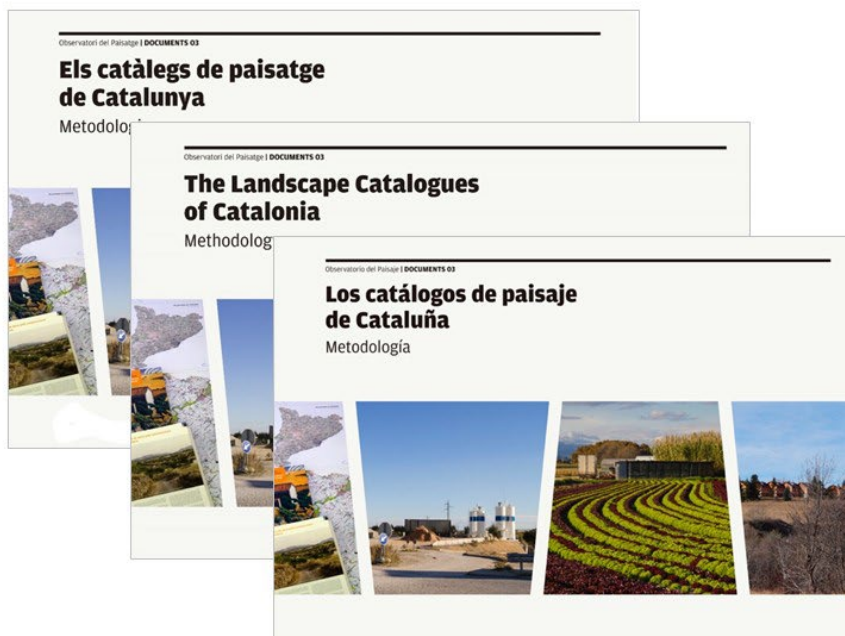 Observatori del Paisatge | DOCUMENTS 03
Els catàlegs de paisatge
de Catalunya
Observatori del Paisatge | DOCUMENTS 03
The Landscape Catalogues
of Catalonia
Observatorio del Paisaje | DOCUMENTS 03
Los catálogos de paisaje
de Cataluña
Metodología